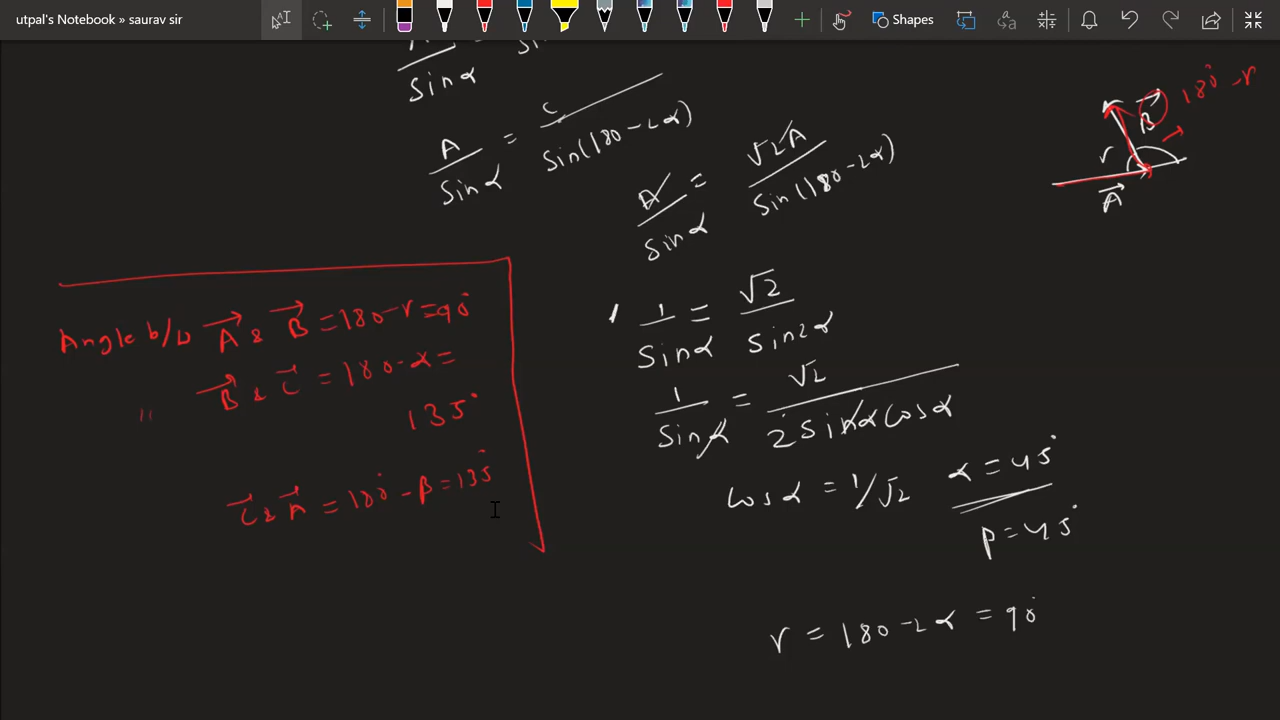 utpal's Notebook » saurav sir
Shapes
Sinα
A/Sinα = C/Sin(180-2α)
A/Sinα = √2A/Sin(180-2α)
B
180° - r
r
A
1/Sinα = √2/Sin2α
1/Sinα = √2/2SinαCosα
Cosα = 1/√2 α = 45°
β = 45°
r = 180 - 2α = 90°
Angle b/w A & B = 180 - r = 90°
" B & C = 180 - α =
135°
C & A = 180° - β = 135°